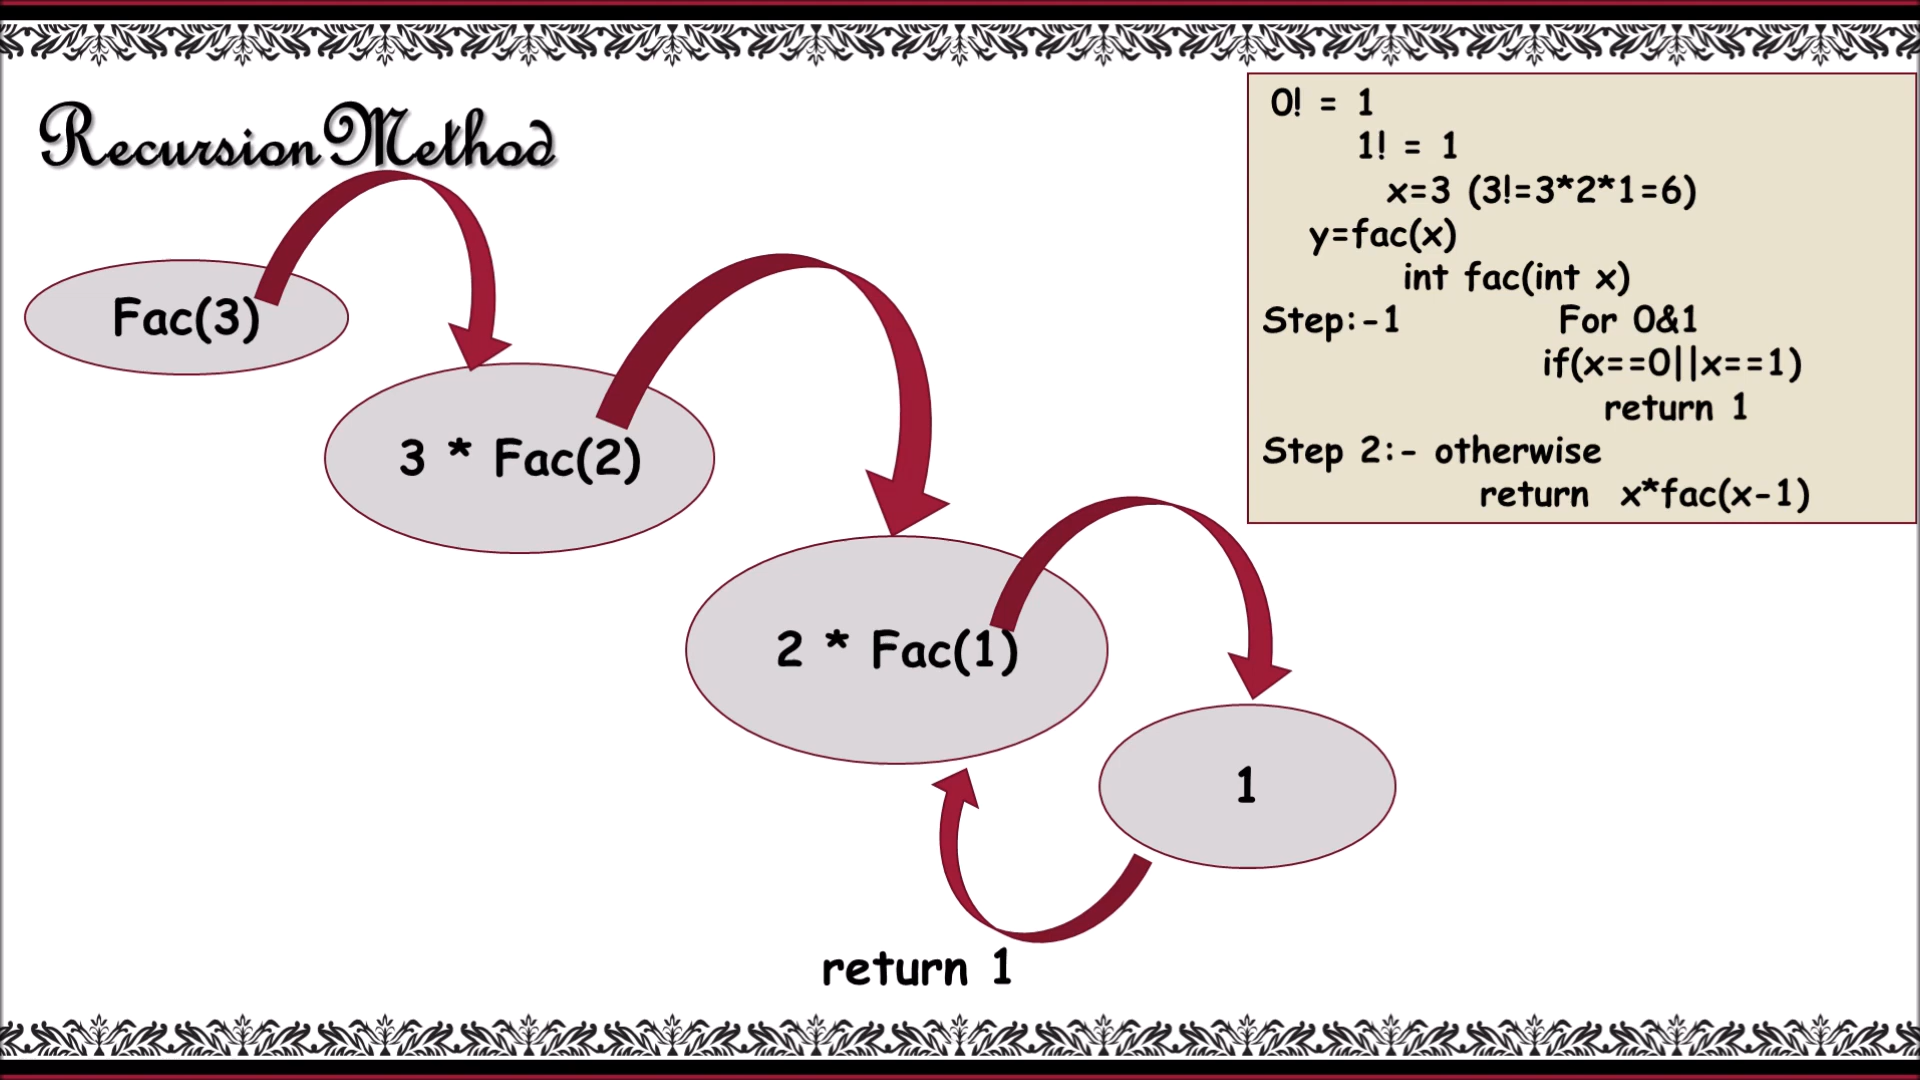 Recursion Method
0! = 1
1! = 1
x=3 (3!=3*2*1=6)
y=fac(x)
int fac(int x)
Step:-1 For 0&1
if(x==0||x==1)
return 1
Step 2:- otherwise
return x*fac(x-1)
Fac(3)
3 * Fac(2)
2 * Fac(1)
1
return 1